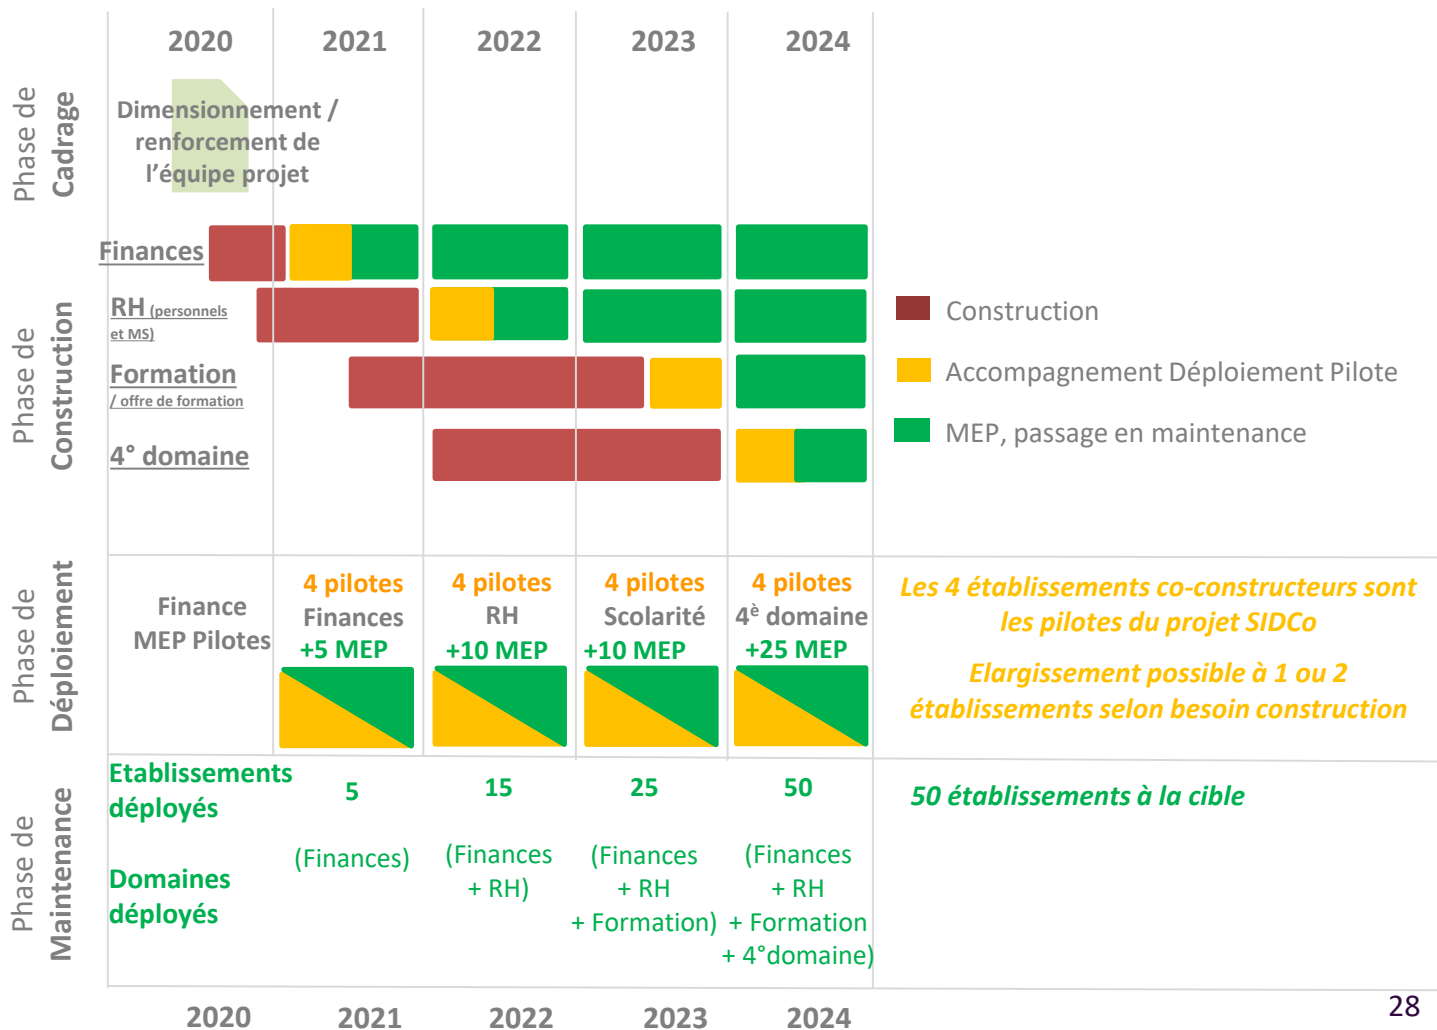 2020 2021 2022 2023 2024
Phase de
Cadrage
Dimensionnement /
renforcement de
l'équipe projet
Phase de
Construction
Finances
RH (personnels
et MS)
Formation
/ offre de formation
4° domaine
Construction
Accompagnement Déploiement Pilote
MEP, passage en maintenance
Phase de
Déploiement
Finance
MEP Pilotes
4 pilotes
Finances
+5 MEP
4 pilotes
RH
+10 MEP
4 pilotes
Scolarité
+10 MEP
4 pilotes
4è domaine
+25 MEP
Les 4 établissements co-constructeurs sont
les pilotes du projet SIDCo
Elargissement possible à 1 ou 2
établissements selon besoin construction
Phase de
Maintenance
Etablissements
déployés
5 15 25 50
50 établissements à la cible
Domaines
déployés
(Finances)
(Finances
+ RH)
(Finances
+ RH
+ Formation)
(Finances
+ RH
+ Formation
+ 4°domaine)
2020 2021 2022 2023 2024
28